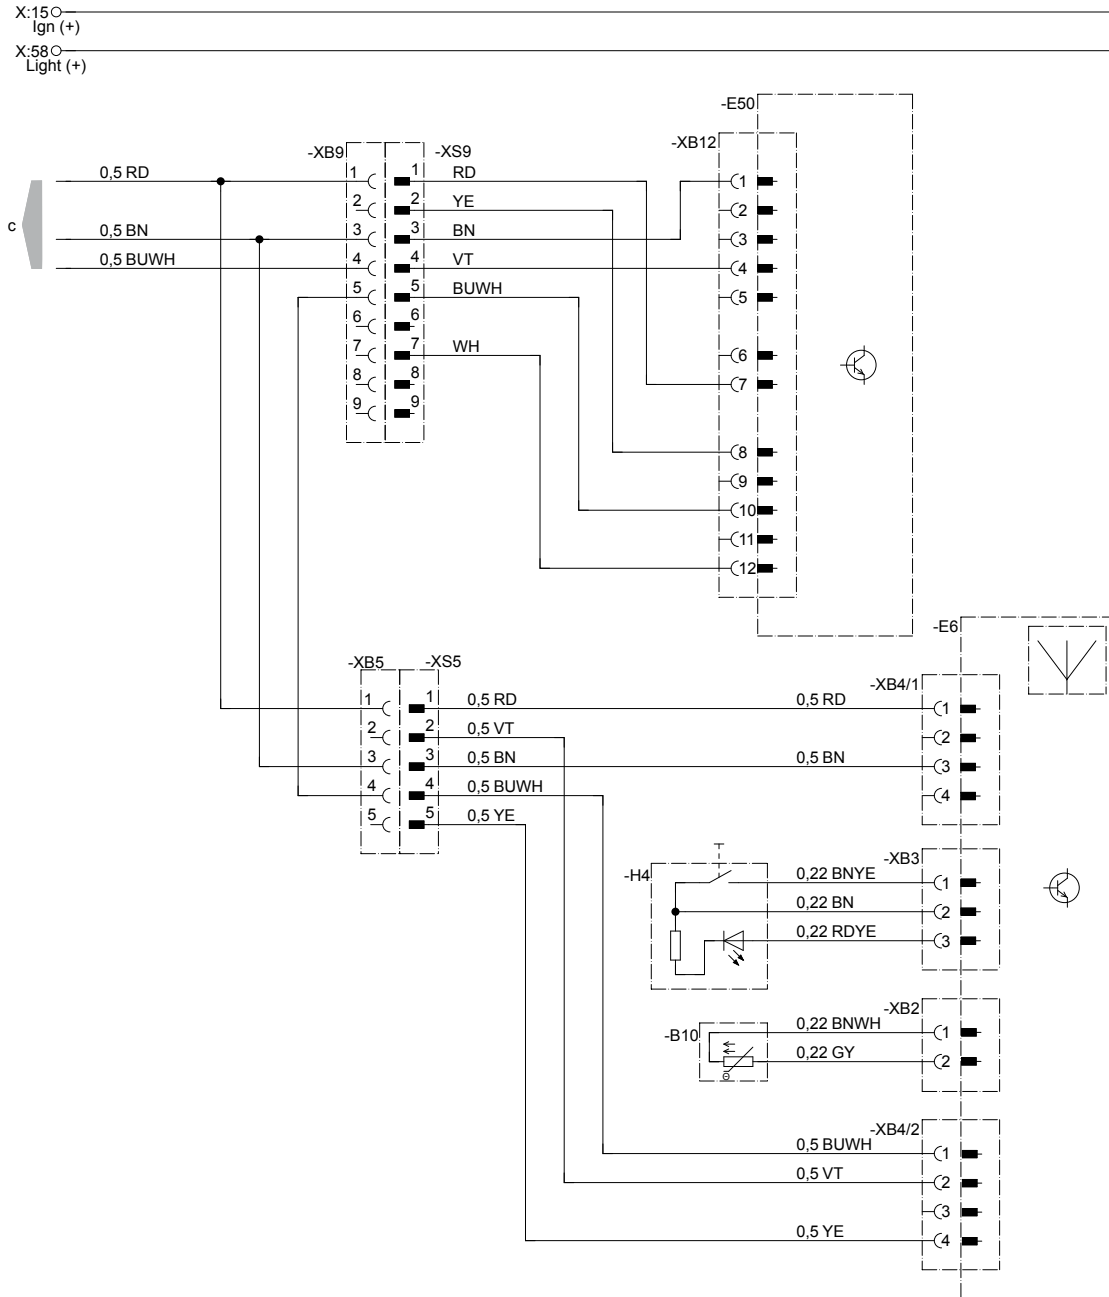 X:15
Ign (+)
X:58
Light (+)
-E50
-XB12
-XB9 -XS9
c
0,5 RD 1 1 RD 1
2 2 YE 2
0,5 BN 3 3 BN 3
0,5 BUWH 4 4 VT 4
5 5 BUWH 5
6 6
7 7 WH 6
8 8 7
9 9
8
9
10
11
12
-E6
-XB5 -XS5
-XB4/1
1 1 0,5 RD 0,5 RD 1
2 2 0,5 VT 2
3 3 0,5 BN 0,5 BN 3
4 4 0,5 BUWH 4
5 5 0,5 YE
-XB3
-H4 0,22 BNYE 1
0,22 BN 2
0,22 RDYE 3
-XB2
-B10 0,22 BNWH 1
0,22 GY 2
-XB4/2
0,5 BUWH 1
0,5 VT 2
3
0,5 YE 4